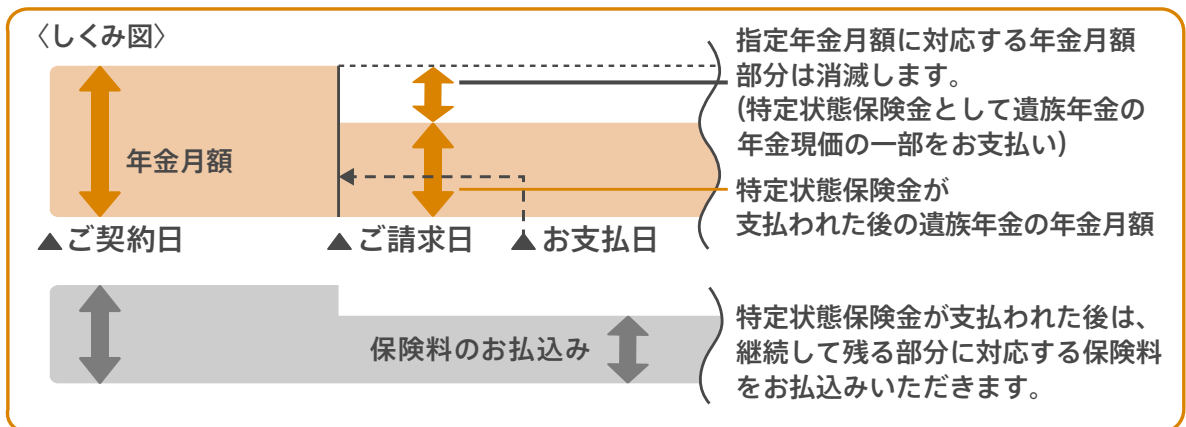 〈しくみ図〉
指定年金月額に対応する年金月額
部分は消滅します。
(特定状態保険金として遺族年金の
年金現価の一部をお支払い)
年金月額
特定状態保険金が
支払われた後の遺族年金の年金月額
▲ご契約日
▲ご請求日
▲お支払日
保険料のお払込み
特定状態保険金が支払われた後は、
継続して残る部分に対応する保険料
をお払込みいただきます。